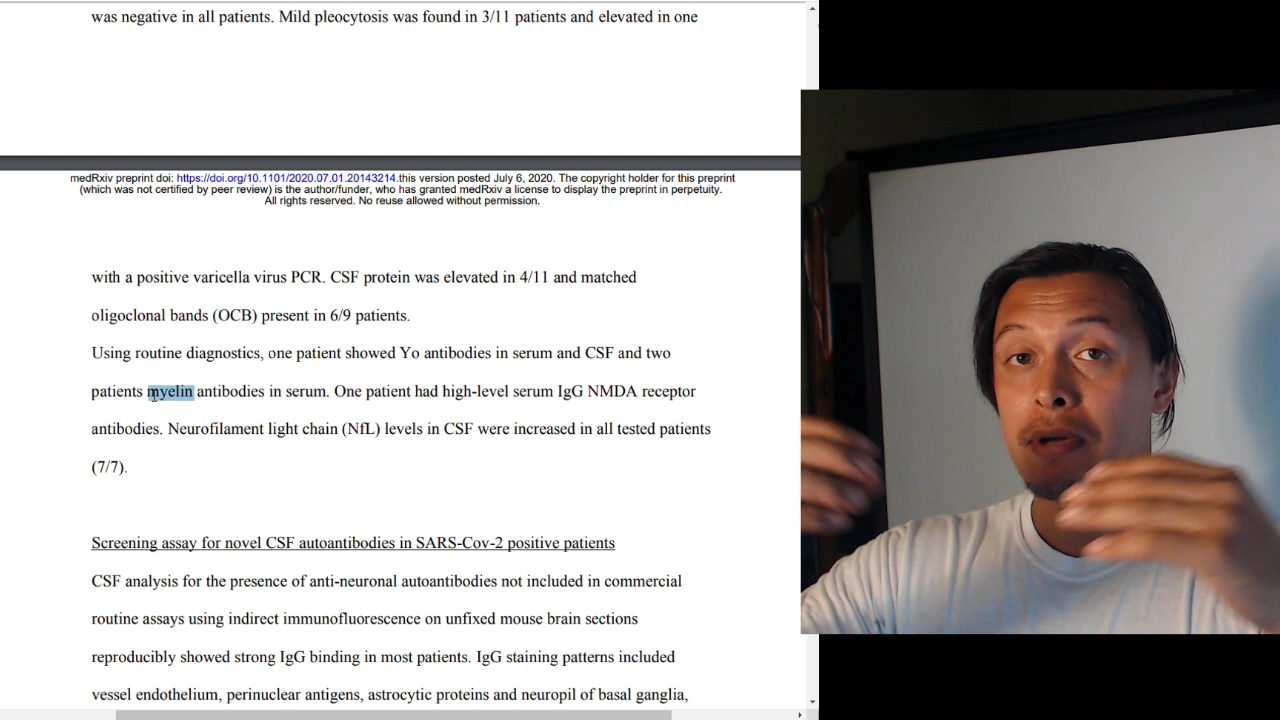 was negative in all patients. Mild pleocytosis was found in 3/11 patients and elevated in one
medRxiv preprint doi: https://doi.org/10.1101/2020.07.01.20143214.this version posted July 6, 2020. The copyright holder for this preprint
(which was not certified by peer review) is the author/funder, who has granted medRxiv a license to display the preprint in perpetuity.
All rights reserved. No reuse allowed without permission.
with a positive varicella virus PCR. CSF protein was elevated in 4/11 and matched
oligoclonal bands (OCB) present in 6/9 patients.
Using routine diagnostics, one patient showed Yo antibodies in serum and CSF and two
patients myelin antibodies in serum. One patient had high-level serum IgG NMDA receptor
antibodies. Neurofilament light chain (NfL) levels in CSF were increased in all tested patients
(7/7).
Screening assay for novel CSF autoantibodies in SARS-Cov-2 positive patients
CSF analysis for the presence of anti-neuronal autoantibodies not included in commercial
routine assays using indirect immunofluorescence on unfixed mouse brain sections
reproducibly showed strong IgG binding in most patients. IgG staining patterns included
vessel endothelium, perinuclear antigens, astrocytic proteins and neuropil of basal ganglia,